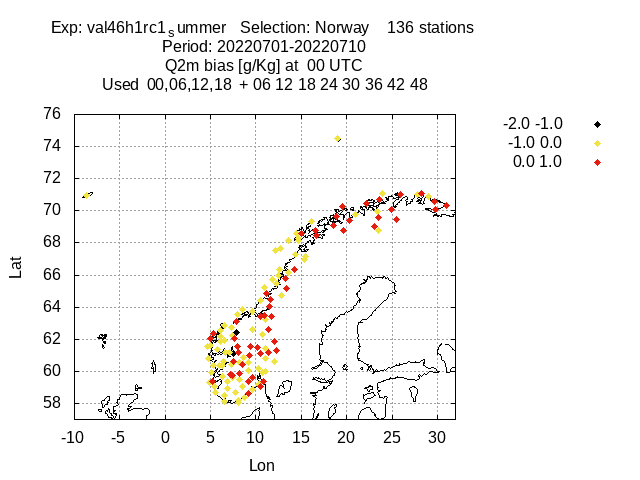 Exp: val46h1rc1ₛummer   Selection: Norway    136 stations
Period: 20220701-20220710
Q2m bias [g/Kg] at  00 UTC
Used  00,06,12,18  + 06 12 18 24 30 36 42 48
-2.0 -1.0
-1.0 0.0
0.0 1.0
76
74
72
70
68
66
64
62
60
58
Lat
-10 -5 0 5 10 15 20 25 30
Lon